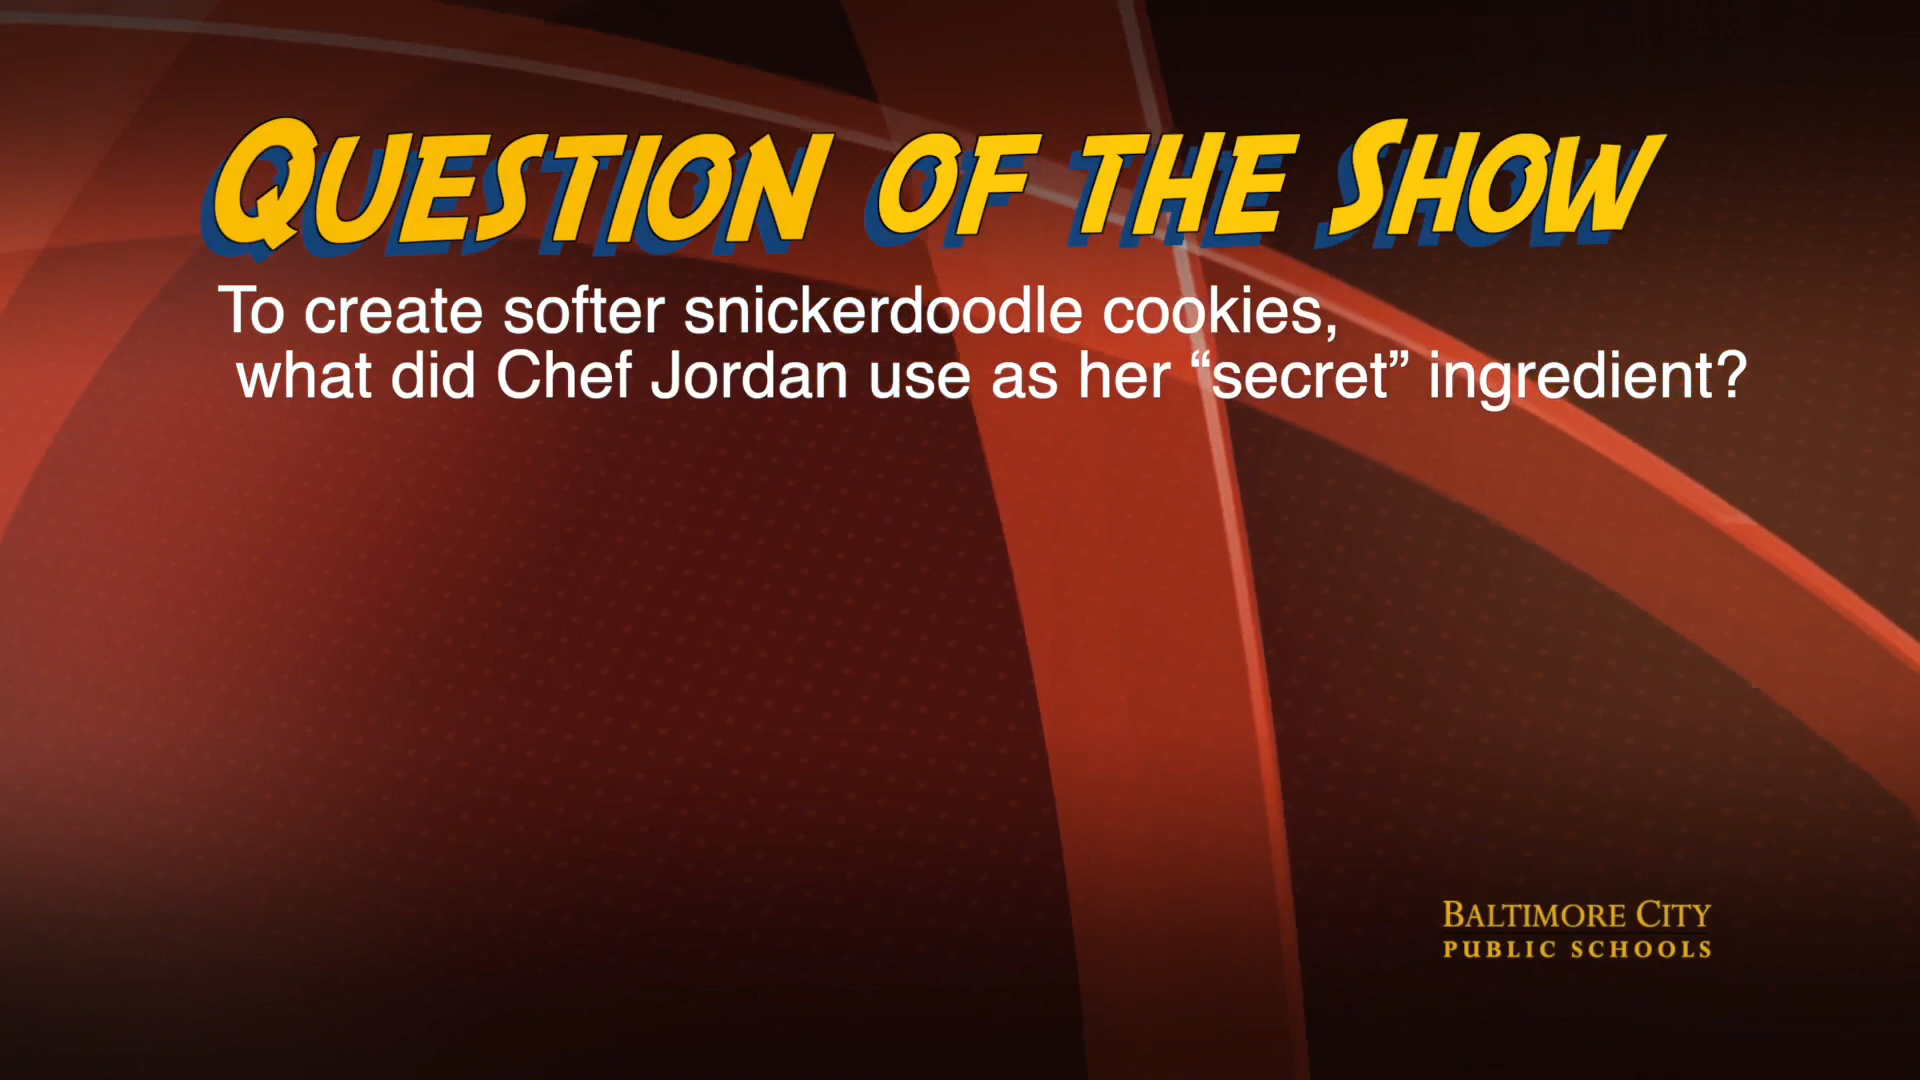 QUESTION OF THE SHOW
To create softer snickerdoodle cookies,
what did Chef Jordan use as her “secret” ingredient?
BALTIMORE CITY
PUBLIC SCHOOLS